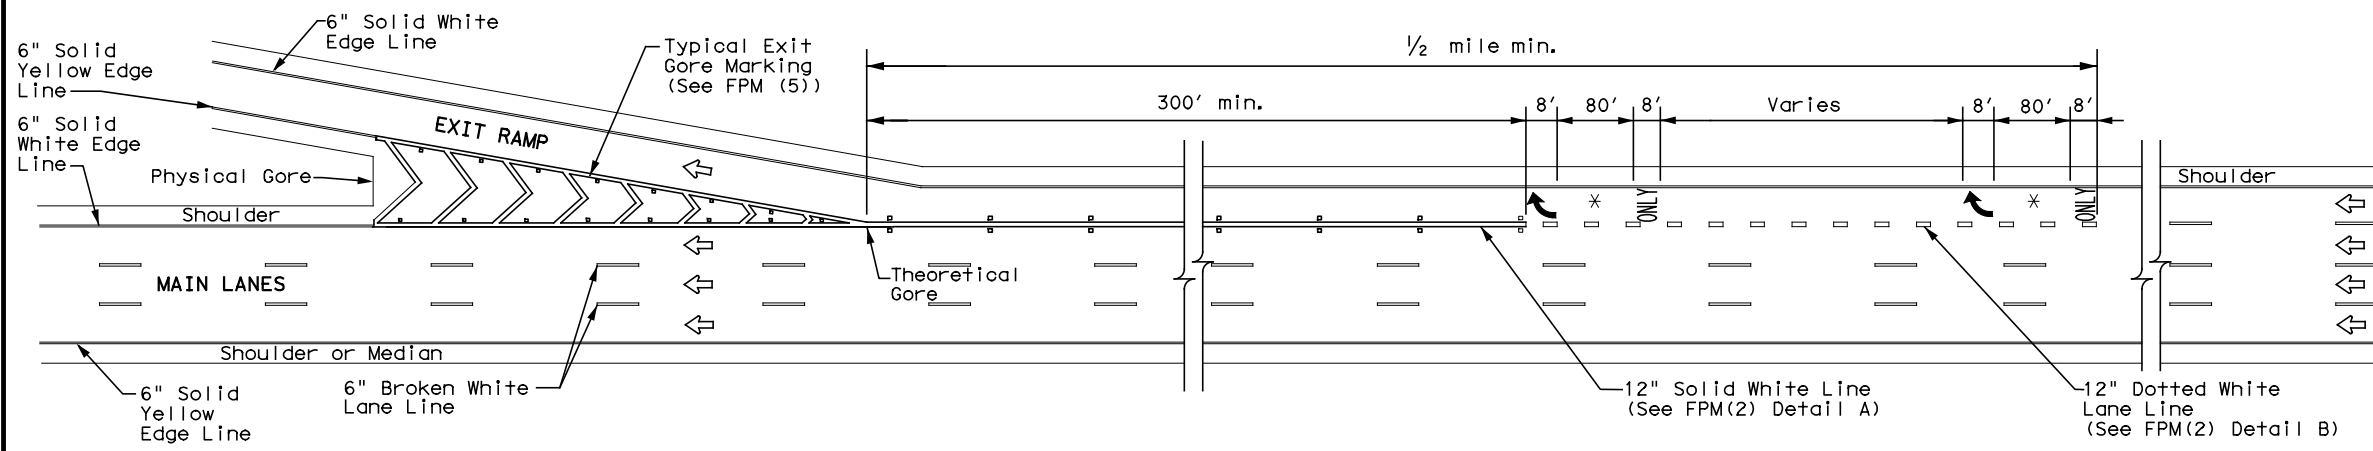 6" Solid White
Edge Line
6" Solid
Yellow Edge
Line
Typical Exit
Gore Marking
(See FPM (5))
1/2 mile min.
300' min.
8'
80'
8'
Varies
8'
80'
8'
6" Solid
White Edge
Line
EXIT RAMP
Physical Gore
Shoulder
*
ONLY
*
ONLY
Shoulder
MAIN LANES
Theoretical
Gore
Shoulder or Median
6" Solid
Yellow
Edge Line
6" Broken White
Lane Line
12" Solid White Line
(See FPM(2) Detail A)
12" Dotted White
Lane Line
(See FPM(2) Detail B)